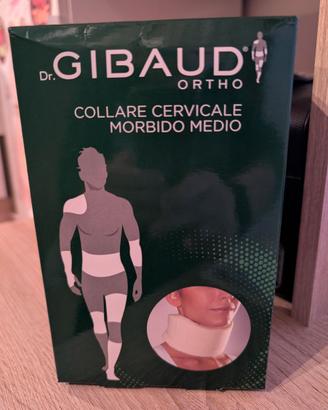 Dr. GIBAUD®
ORTHO
COLLARE CERVICALE
MORBIDO MEDIO